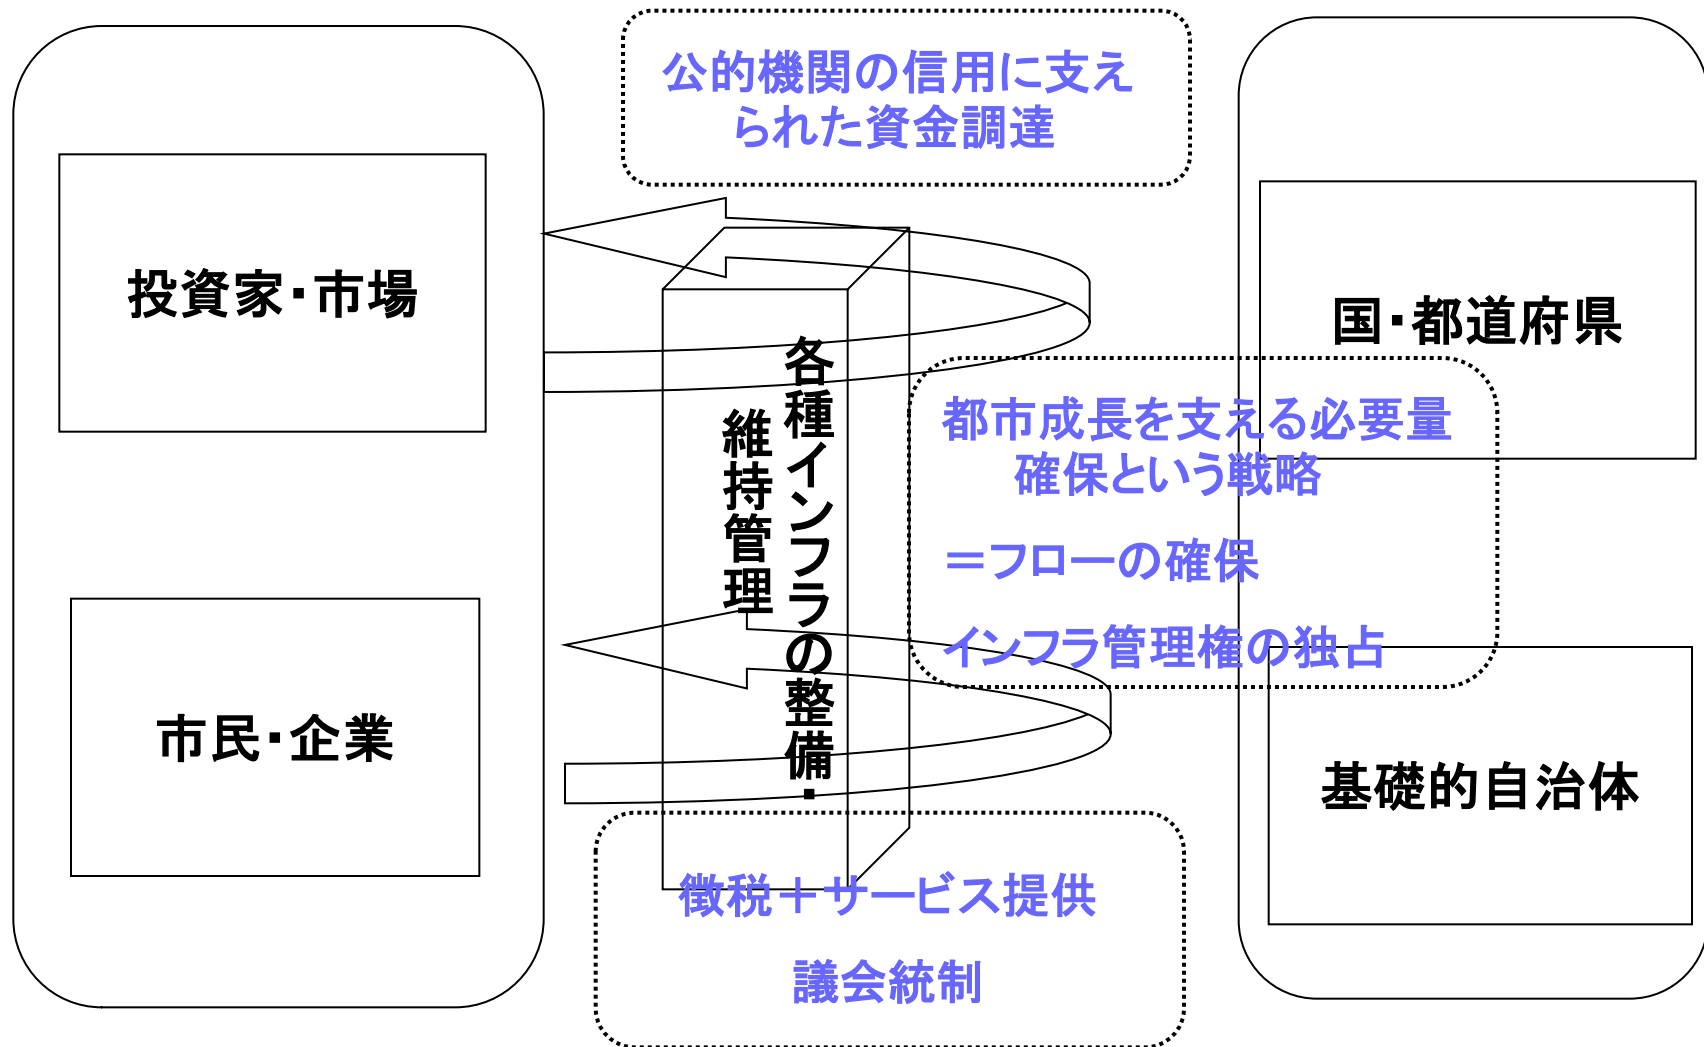 公的機関の信用に支え
られた資金調達
投資家・市場
国・都道府県
各種インフラの整備・
維持管理
都市成長を支える必要量
確保という戦略
＝フローの確保
インフラ管理権の独占
市民・企業
基礎的自治体
徴税＋サービス提供
議会統制